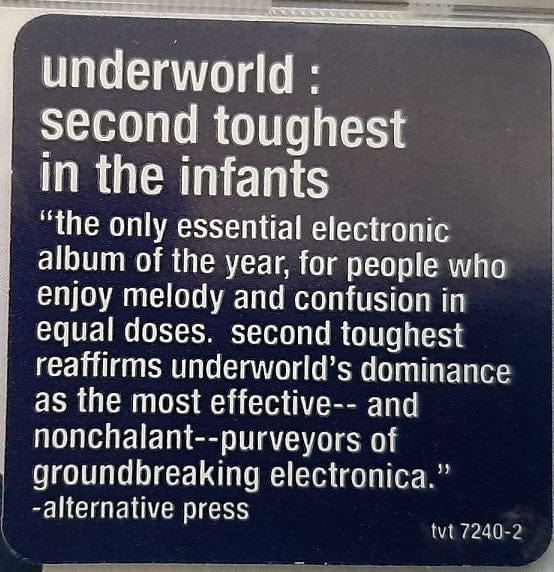 underworld :
second toughest
in the infants
“the only essential electronic
album of the year, for people who
enjoy melody and confusion in
equal doses.  second toughest
reaffirms underworld’s dominance
as the most effective-- and
nonchalant--purveyors of
groundbreaking electronica.”
-alternative press
tvt 7240-2